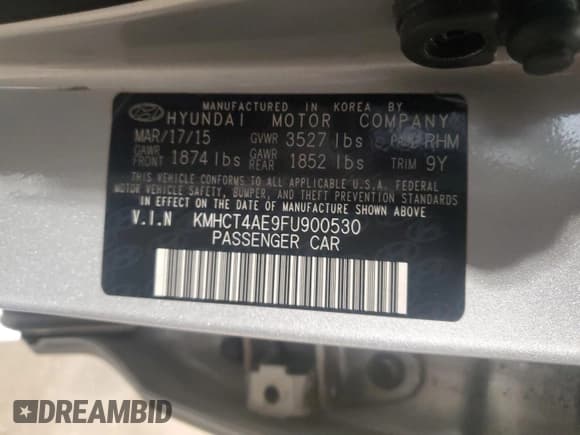 MANUFACTURED IN KOREA BY
HYUNDAI MOTOR COMPANY
MAR/17/15 GVWR 3527 lbs PAINT RHM
GAWR FRONT 1874 lbs GAWR REAR 1852 lbs TRIM 9Y
THIS VEHICLE CONFORMS TO ALL APPLICABLE U.S.A. FEDERAL
MOTOR VEHICLE SAFETY, BUMPER, AND THEFT PREVENTION STANDARDS
IN EFFECT ON THE DATE OF MANUFACTURE SHOWN ABOVE
V.I.N KMHCT4AE9FU900530
PASSENGER CAR
DREAMBID